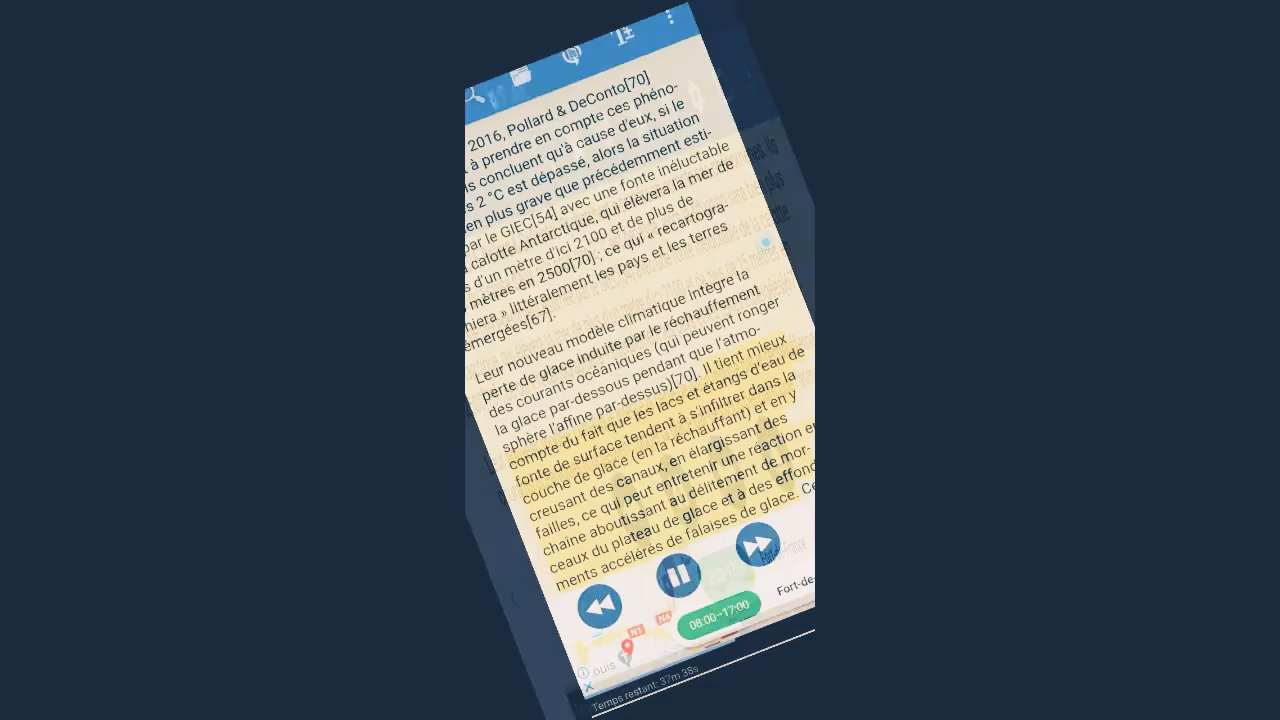 2016, Pollard & DeConto[70]
à prendre en compte ces phéno-
ls concluent qu'à cause d'eux, si le
s 2 °C est dépassé, alors la situation
en plus grave que précédemment esti-
par le GIEC[54] avec une fonte inéluctable
calotte Antarctique, qui élèvera la mer de
s d'un mètre d'ici 2100 et de plus de
mètres en 2500[70] ; ce qui « recartogra-
hiera » littéralement les pays et les terres
émergées[67].
Leur nouveau modèle climatique intègre la
perte de glace induite par le réchauffement
des courants océaniques (qui peuvent ronger
la glace par-dessous pendant que l'atmo-
sphère l'affine par-dessus)[70]. Il tient mieux
compte du fait que les lacs et étangs d'eau de
fonte de surface tendent à s'infiltrer dans la
couche de glace (en la réchauffant) et en y
creusant des canaux, en élargissant des
failles, ce qui peut entretenir une réaction en
chaîne aboutissant au délitement de mor-
ceaux du plateau de glace et à des effond
ments accélérés de falaises de glace. Ce
08:00–17:00
Fort-de-
N1
N4
ouis
Temps restant: 37m 38s